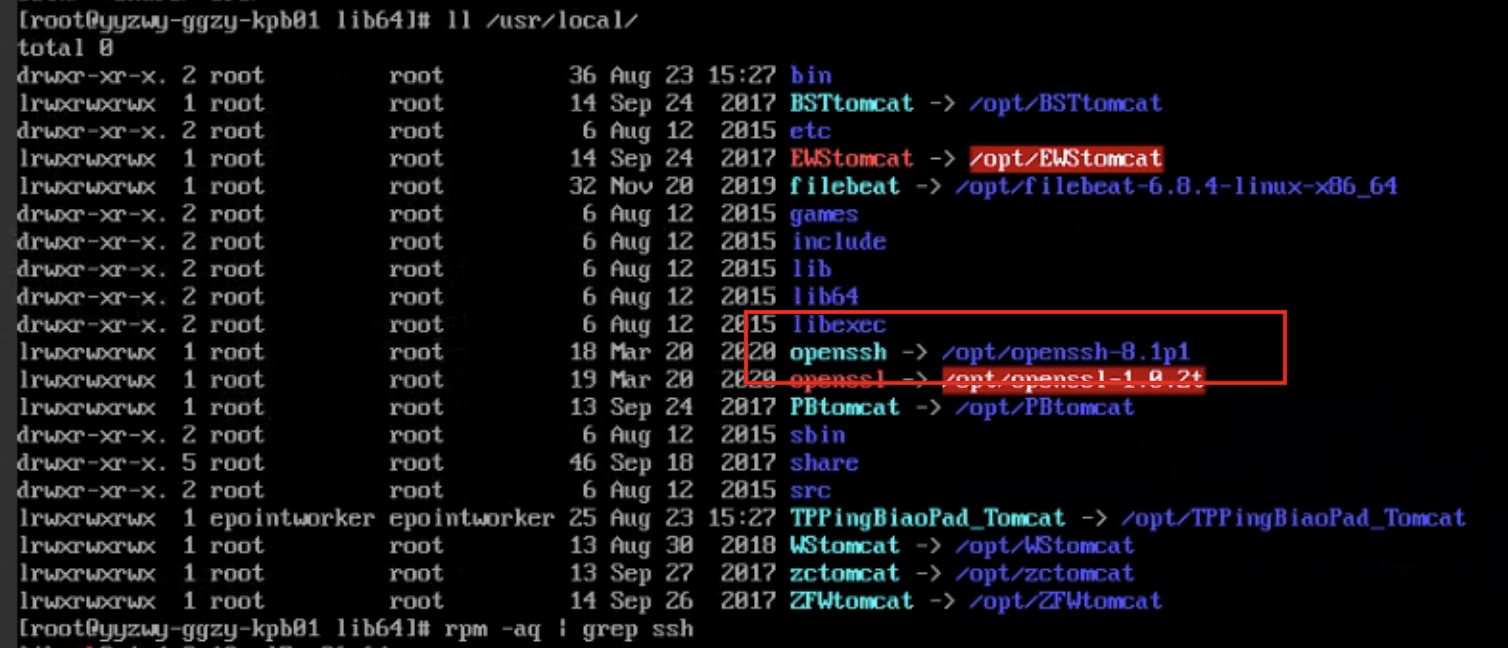 [root@yyzwy-ggzy-kpb01 lib64]# ll /usr/local/
total 0
drwxr-xr-x. 2 root         root         36 Aug 23 15:27 bin
lrwxrwxrwx  1 root         root         14 Sep 24  2017 BSTtomcat -> /opt/BSTtomcat
drwxr-xr-x. 2 root         root          6 Aug 12  2015 etc
lrwxrwxrwx  1 root         root         14 Sep 24  2017 EWStomcat -> /opt/EWStomcat
lrwxrwxrwx  1 root         root         32 Nov 20  2019 filebeat -> /opt/filebeat-6.8.4-linux-x86_64
drwxr-xr-x. 2 root         root          6 Aug 12  2015 games
drwxr-xr-x. 2 root         root          6 Aug 12  2015 include
drwxr-xr-x. 2 root         root          6 Aug 12  2015 lib
drwxr-xr-x. 2 root         root          6 Aug 12  2015 lib64
drwxr-xr-x. 2 root         root          6 Aug 12  2015 libexec
lrwxrwxrwx  1 root         root         18 Mar 20  2020 openssh -> /opt/openssh-8.1p1
lrwxrwxrwx  1 root         root         19 Mar 20  2020 openssl -> /opt/openssl-1.0.2t
lrwxrwxrwx  1 root         root         13 Sep 24  2017 PBtomcat -> /opt/PBtomcat
drwxr-xr-x. 2 root         root          6 Aug 12  2015 sbin
drwxr-xr-x. 5 root         root         46 Sep 18  2017 share
drwxr-xr-x. 2 root         root          6 Aug 12  2015 src
lrwxrwxrwx  1 epointworker epointworker 25 Aug 23 15:27 TPPingBiaoPad_Tomcat -> /opt/TPPingBiaoPad_Tomcat
lrwxrwxrwx  1 root         root         13 Aug 30  2018 WStomcat -> /opt/WStomcat
lrwxrwxrwx  1 root         root         13 Sep 27  2017 zctomcat -> /opt/zctomcat
lrwxrwxrwx  1 root         root         14 Sep 26  2017 ZFWtomcat -> /opt/ZFWtomcat
[root@yyzwy-ggzy-kpb01 lib64]# rpm -aq | grep ssh